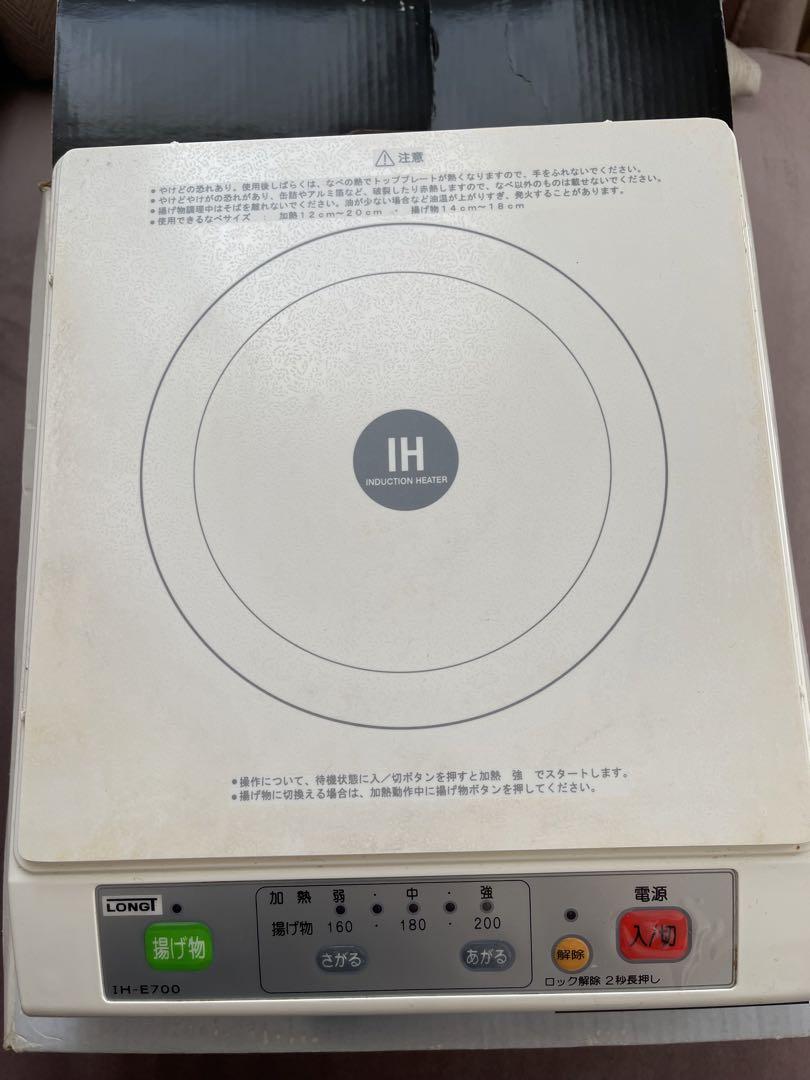 ⚠ 注意
●やけどの恐れあり。使用後しばらくは、なべの熱でトッププレートが熱くなりますので、手をふれないでください。
●やけどやけがの恐れがあり、缶詰やアルミ箔など、破裂したり赤熱しますので、なべ以外のものは載せないでください。
●揚げ物調理中はそばを離れないでください。油が少ない場合など油温が上がりすぎ、発火することがあります。
●使用できるなべサイズ 加熱12cm～20cm ・ 揚げ物14cm～18cm
IH
INDUCTION HEATER
●操作について、待機状態に入／切ボタンを押すと加熱 強 でスタートします。
●揚げ物に切換える場合は、加熱動作中に揚げ物ボタンを押してください。
LONGT
揚げ物
IH-E700
加熱 弱 ・ 中 ・ 強
揚げ物 160 ・ 180 ・ 200
さがる
あがる
電源
入/切
解除
ロック解除 2秒長押し